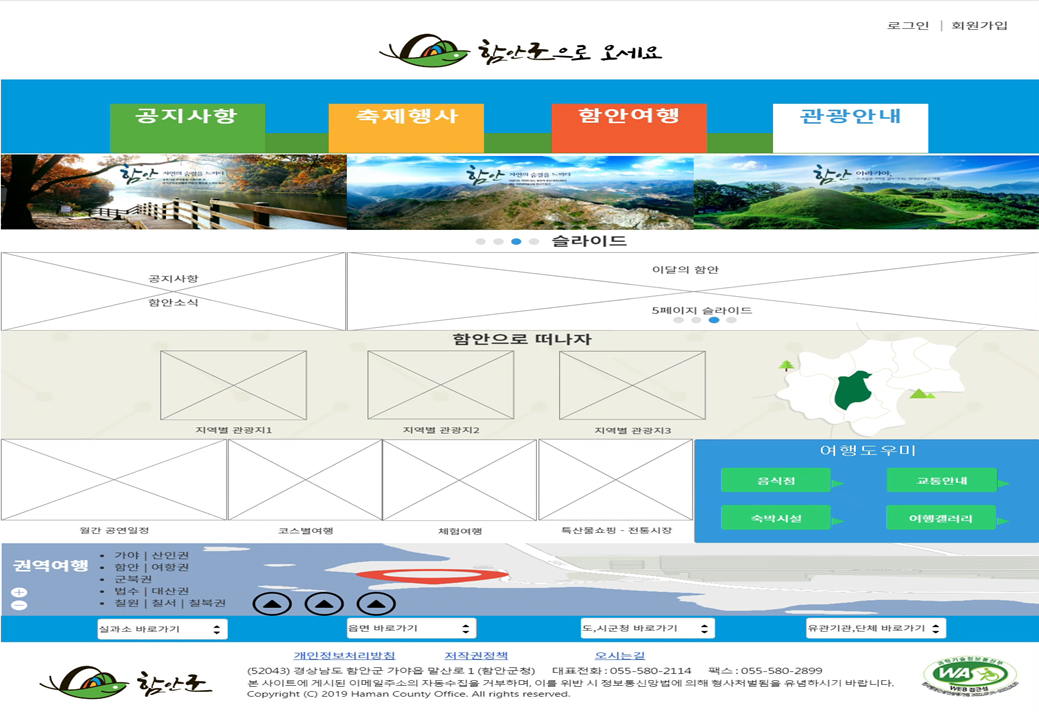 로그인 | 회원가입
함안군으로 오세요
공지사항
축제행사
함안여행
관광안내
함안 자연의 숨결을 느끼다
함안 자연의 숨결을 느끼다
함안 아라가야,
슬라이드
공지사항
함안소식
이달의 함안
5페이지 슬라이드
함안으로 떠나자
지역별 관광지1
지역별 관광지2
지역별 관광지3
월간 공연일정
코스별여행
체험여행
특산물쇼핑 - 전통시장
여행도우미
음식점
교통안내
숙박시설
여행갤러리
권역여행
• 가야 | 산인권
• 함안 | 여항권
• 군북권
• 법수 | 대산권
• 칠원 | 칠서 | 칠북권
실과소 바로가기
읍면 바로가기
도,시군청 바로가기
유관기관,단체 바로가기
함안군
개인정보처리방침 저작권정책 오시는길
(52043) 경상남도 함안군 가야읍 말산로 1 (함안군청) 대표전화 : 055-580-2114 팩스 : 055-580-2899
본 사이트에 게시된 이메일주소의 자동수집을 거부하며, 이를 위반 시 정보통신망법에 의해 형사처벌됨을 유념하시기 바랍니다.
Copyright (C) 2019 Haman County Office. All rights reserved.
과학기술정보통신부
WA
WEB 접근성